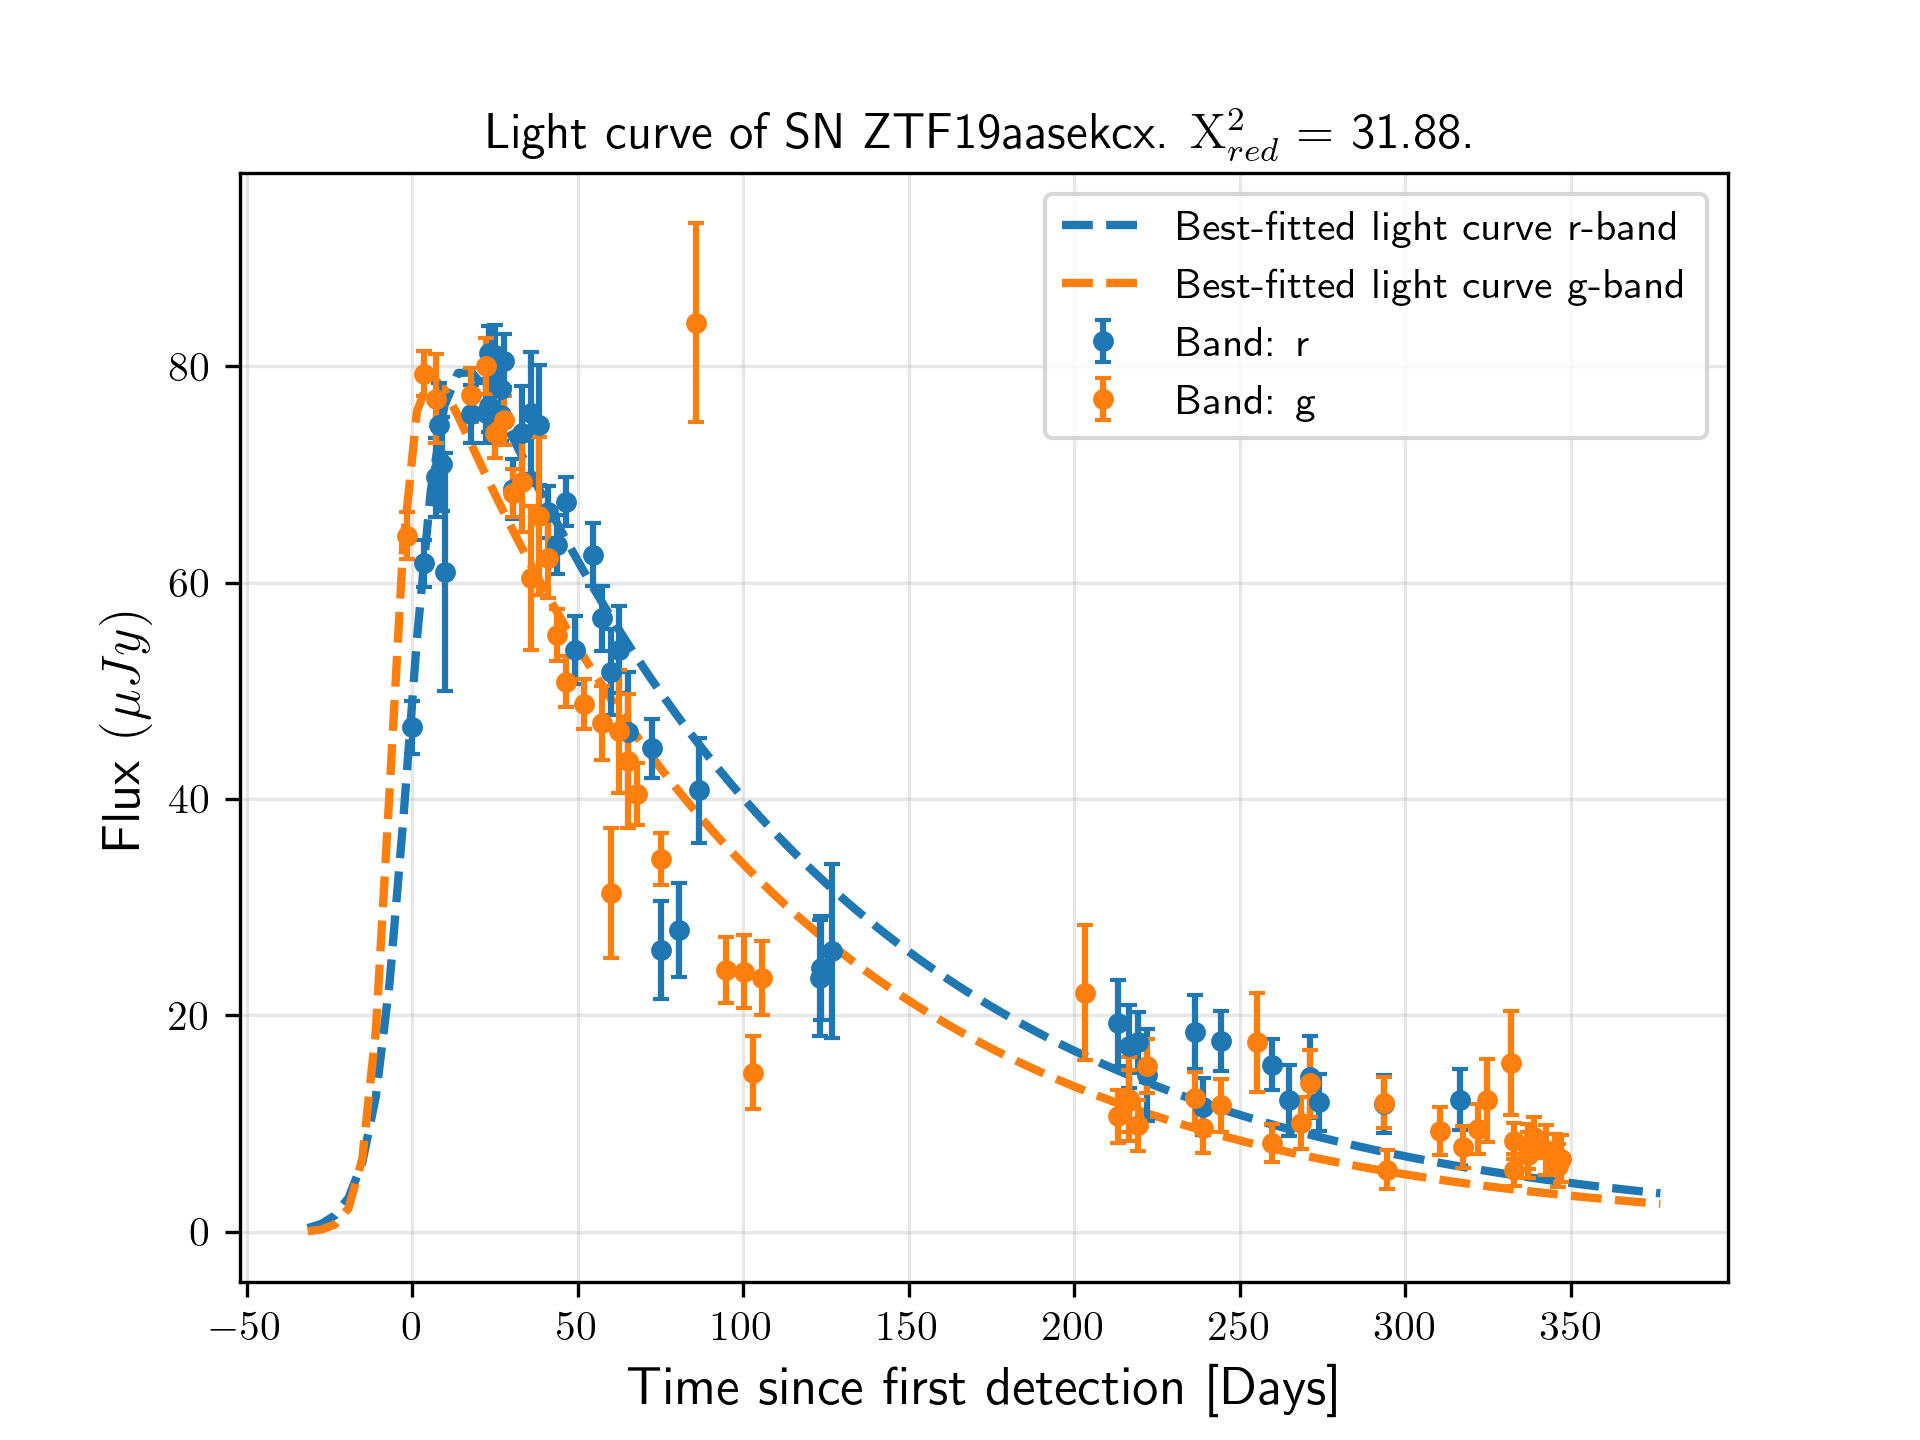 Light curve of SN ZTF19aasekcx. X²_red = 31.88.
Best-fitted light curve r-band
Best-fitted light curve g-band
Band: r
Band: g
Flux (μJy)
80
60
40
20
0
−50 0 50 100 150 200 250 300 350
Time since first detection [Days]